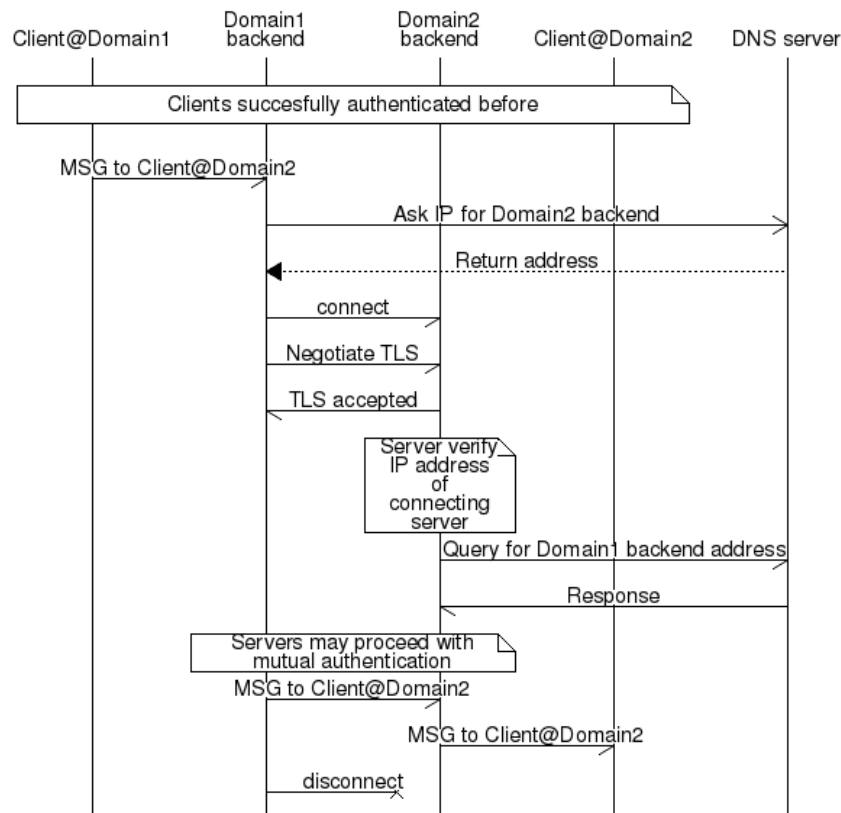 Client@Domain1
Domain1
backend
Domain2
backend
Client@Domain2
DNS server
Clients succesfully authenticated before
MSG to Client@Domain2
Ask IP for Domain2 backend
Return address
connect
Negotiate TLS
TLS accepted
Server verify
IP address
of
connecting
server
Query for Domain1 backend address
Response
Servers may proceed with
mutual authentication
MSG to Client@Domain2
MSG to Client@Domain2
disconnect